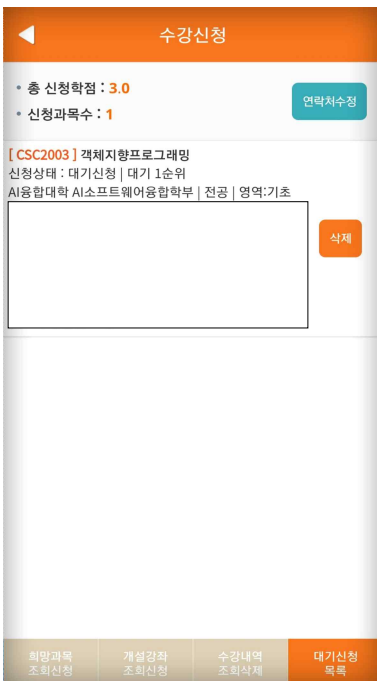 수강신청
• 총 신청학점 : 3.0
• 신청과목수 : 1
연락처수정
[ CSC2003 ] 객체지향프로그래밍
신청상태 : 대기신청 | 대기 1순위
AI융합대학 AI소프트웨어융합학부 | 전공 | 영역:기초
삭제
희망과목
조회신청
개설강좌
조회신청
수강내역
조회삭제
대기신청
목록